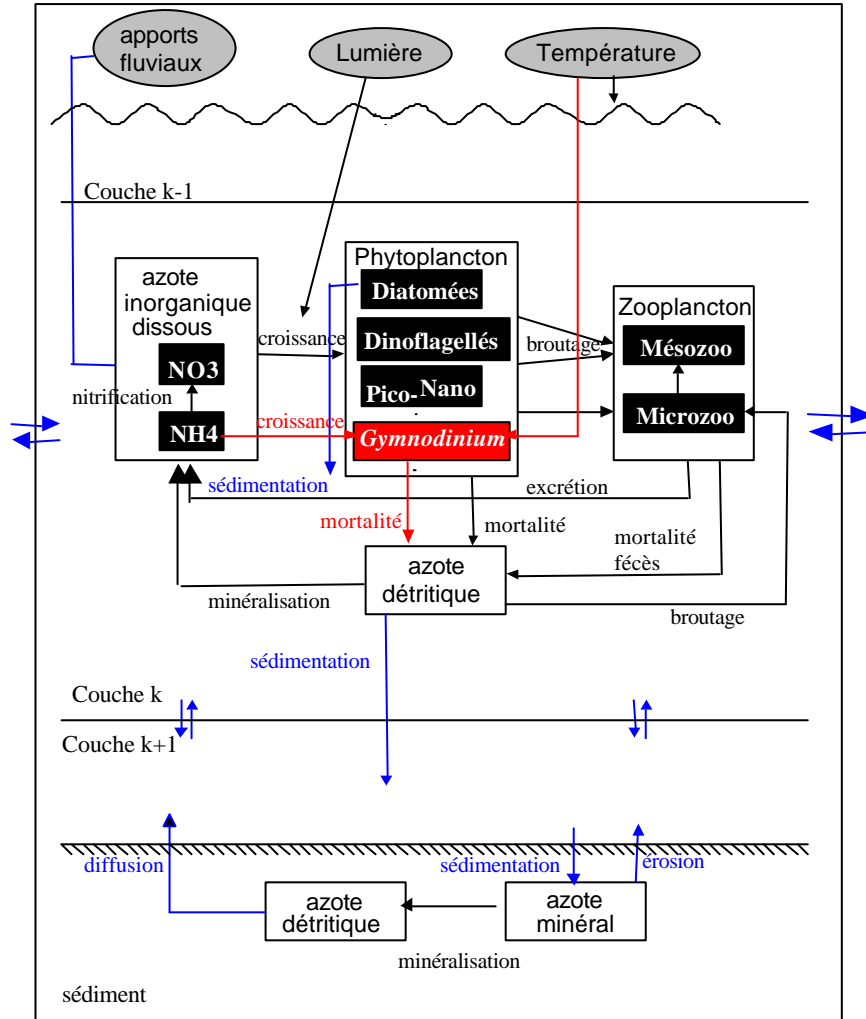 apports
fluviaux
Lumière
Température
Couche k-1
azote
inorganique
dissous
NO3
nitrification
NH4
croissance
croissance
Phytoplancton
Diatomées
Dinoflagellés
Pico-Nano
Gymnodinium
broutage
Zooplancton
Mésozoo
Microzoo
sédimentation
excrétion
mortalité
mortalité
mortalité
fécès
azote
détritique
minéralisation
broutage
sédimentation
Couche k
Couche k+1
diffusion
sédimentation
érosion
azote
détritique
azote
minéral
minéralisation
sédiment